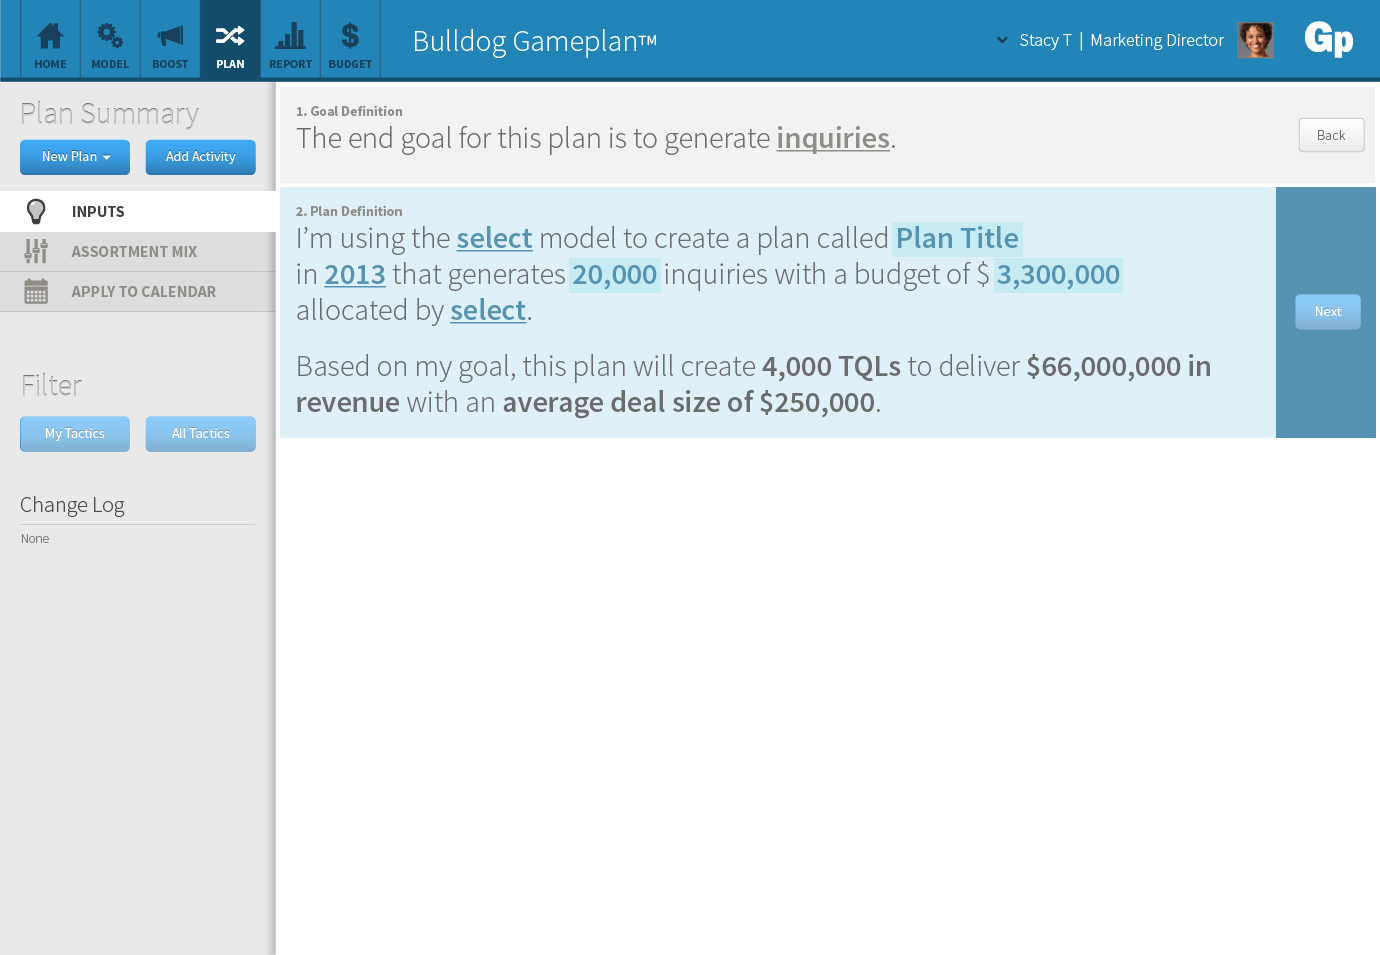 HOME
MODEL
BOOST
PLAN
REPORT
BUDGET
Bulldog Gameplan™
Stacy T | Marketing Director
Gp
Plan Summary
New Plan
Add Activity
INPUTS
ASSORTMENT MIX
APPLY TO CALENDAR
Filter
My Tactics
All Tactics
Change Log
None
1. Goal Definition
The end goal for this plan is to generate inquiries.
Back
2. Plan Definition
I’m using the select model to create a plan called Plan Title
in 2013 that generates 20,000 inquiries with a budget of $ 3,300,000
allocated by select.
Based on my goal, this plan will create 4,000 TQLs to deliver $66,000,000 in
revenue with an average deal size of $250,000.
Next